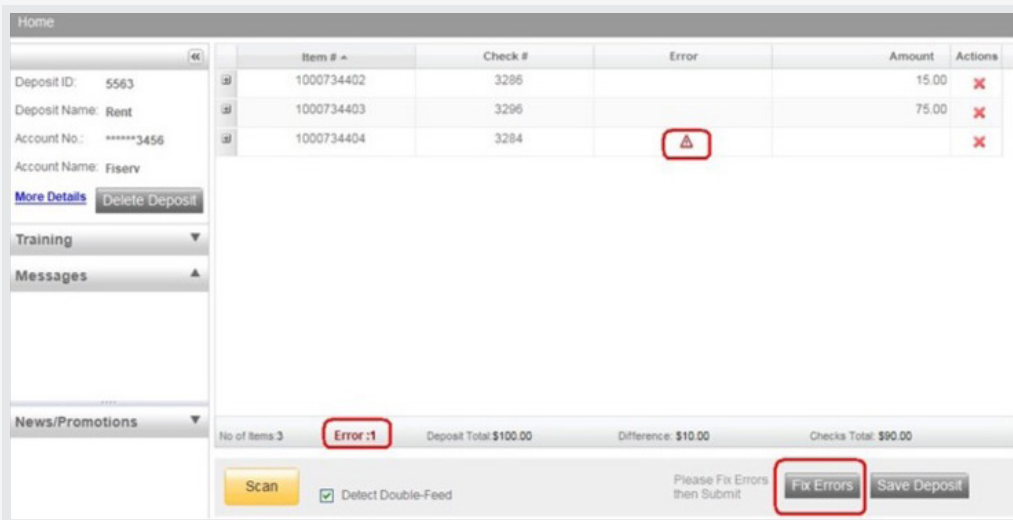 Home
Deposit ID: 5563
Deposit Name: Rent
Account No.: ******3456
Account Name: Fiserv
More Details Delete Deposit
Training
Messages
News/Promotions
Item # Check # Error Amount Actions
1000734402 3286 15.00
1000734403 3296 75.00
1000734404 3284
No of Items:3 Error :1 Deposit Total:$100.00 Difference: $10.00 Checks Total: $90.00
Scan Detect Double-Feed Please Fix Errors
then Submit Fix Errors Save Deposit